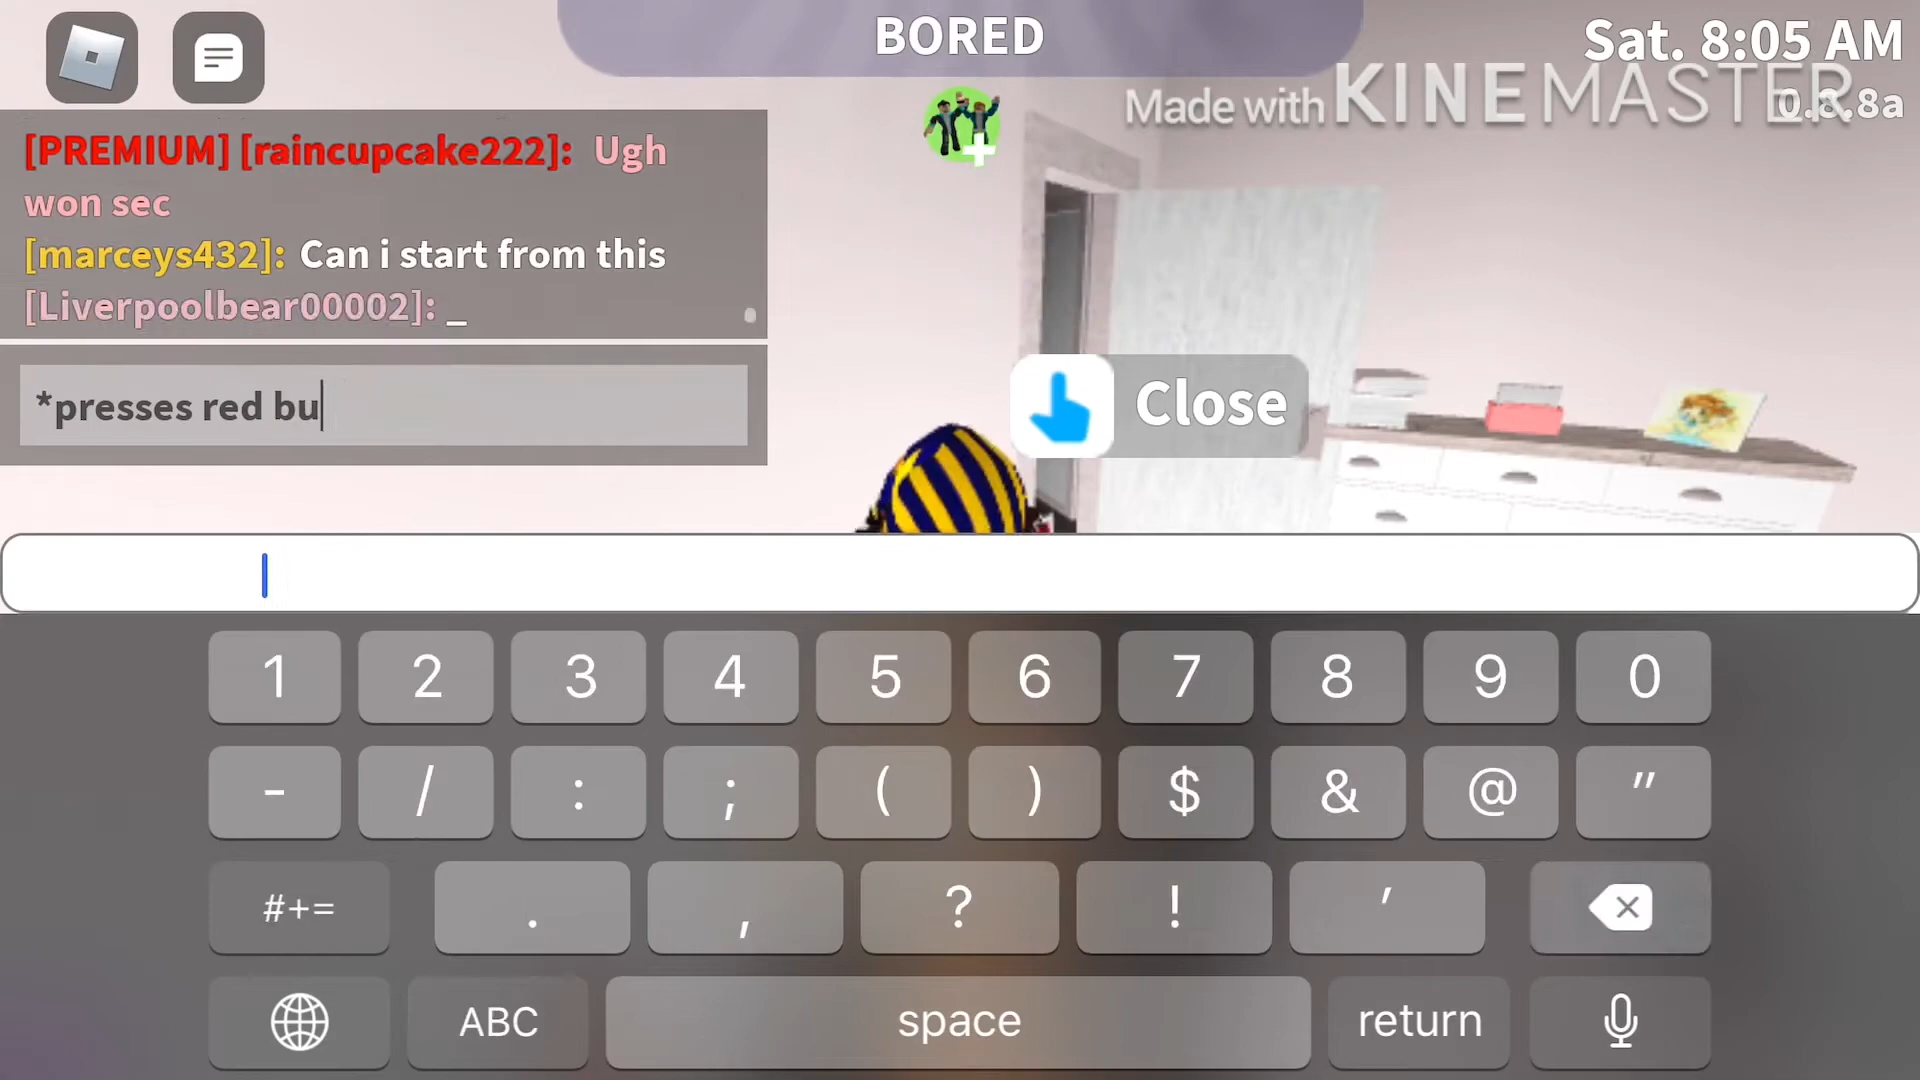 BORED
Sat. 8:05 AM
Made with KINEMASTER
0.8.8a
[PREMIUM] [raincupcake222]: Ugh
won sec
[marceys432]: Can i start from this
[Liverpoolbear00002]: _
*presses red bu
Close
1 2 3 4 5 6 7 8 9 0
- / : ; ( ) $ & @ "
#+= . , ? ! '
ABC space return